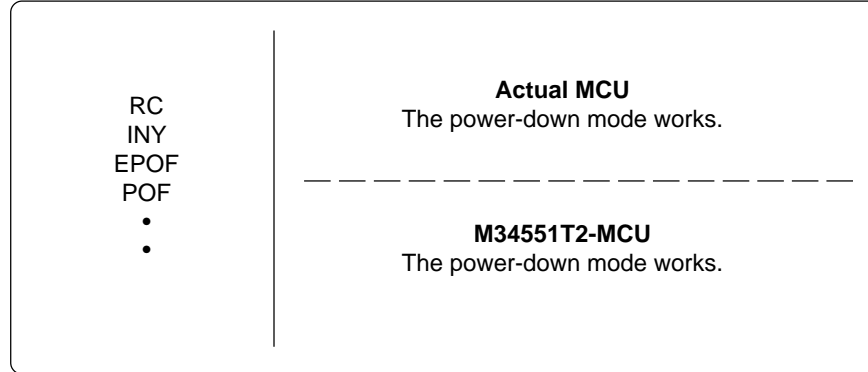 RC
INY
EPOF
POF
•
•
Actual MCU
The power-down mode works.
M34551T2-MCU
The power-down mode works.